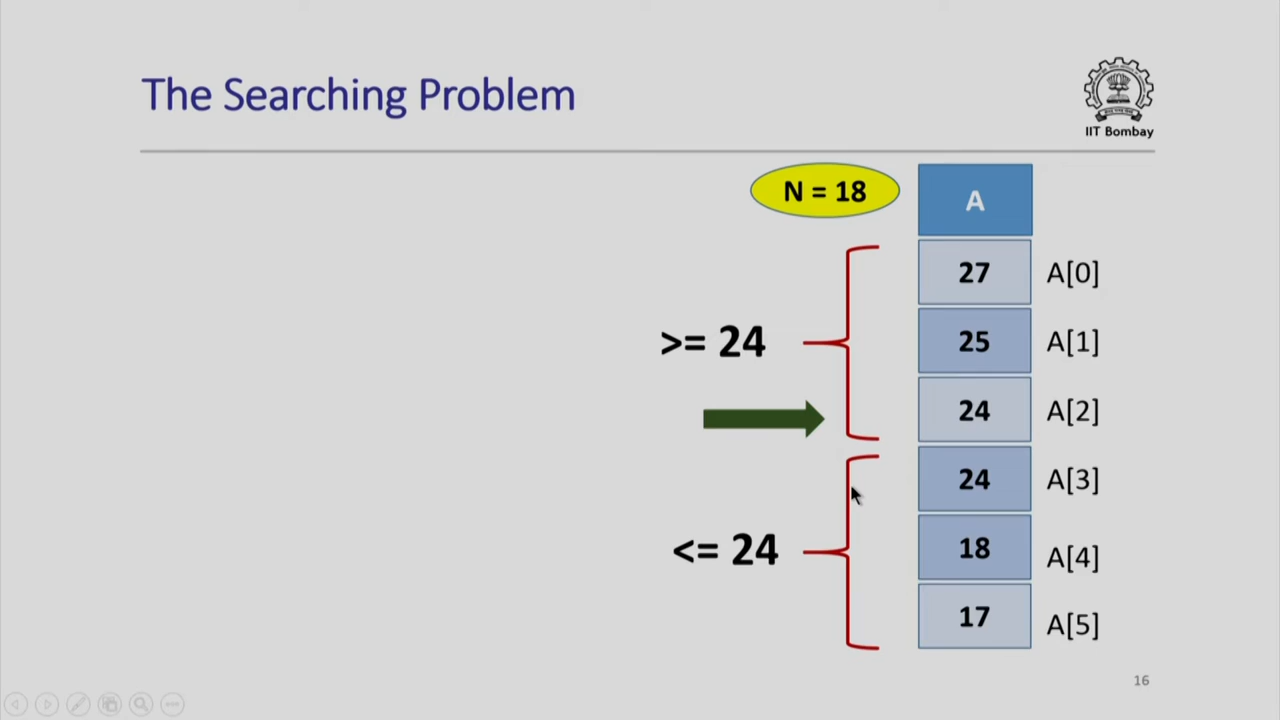 The Searching Problem
IIT Bombay
N = 18
A
27 A[0]
25 A[1]
>= 24
24 A[2]
24 A[3]
18 A[4]
<= 24
17 A[5]
16